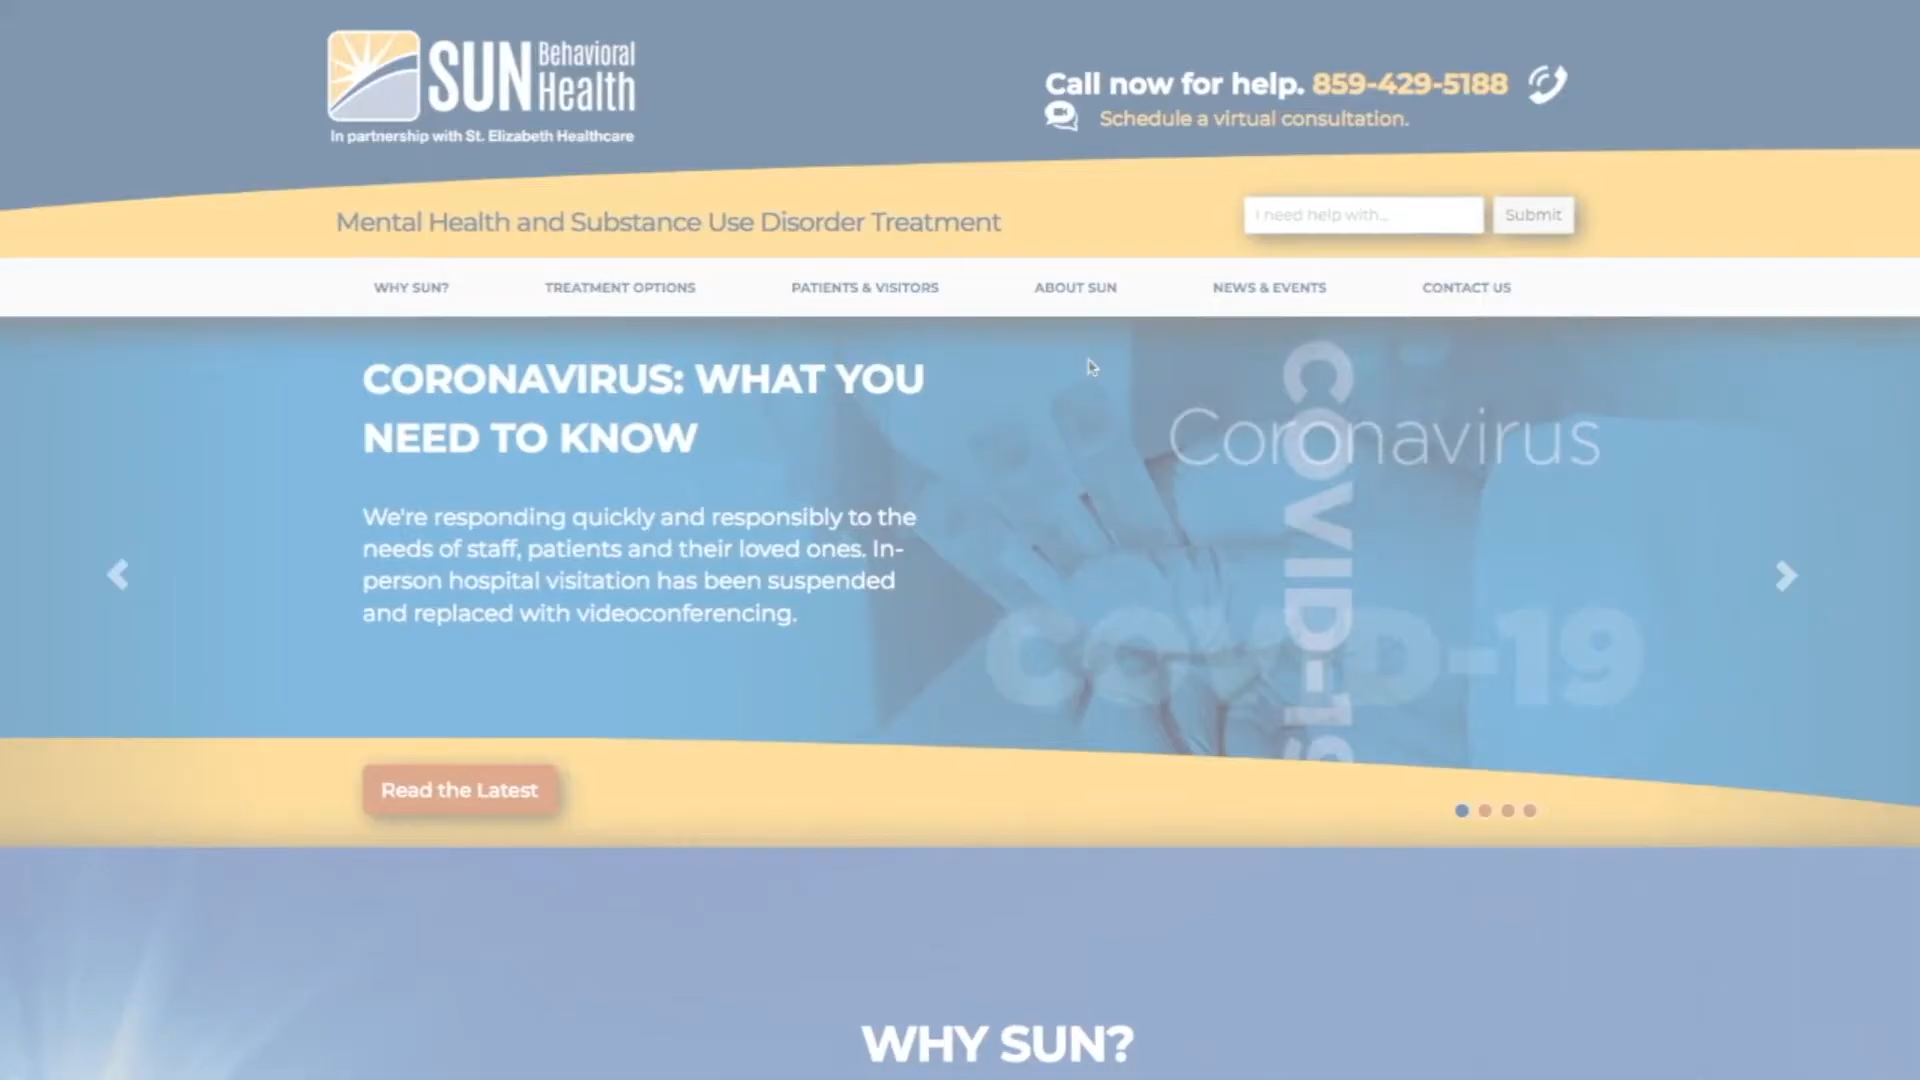 SUN Behavioral Health
In partnership with St. Elizabeth Healthcare
Call now for help. 859-429-5188
Schedule a virtual consultation.
Mental Health and Substance Use Disorder Treatment
I need help with...
Submit
WHY SUN?
TREATMENT OPTIONS
PATIENTS & VISITORS
ABOUT SUN
NEWS & EVENTS
CONTACT US
CORONAVIRUS: WHAT YOU
NEED TO KNOW
We're responding quickly and responsibly to the
needs of staff, patients and their loved ones. In-
person hospital visitation has been suspended
and replaced with videoconferencing.
Coronavirus
COVID-19
COVID-19
Read the Latest
WHY SUN?